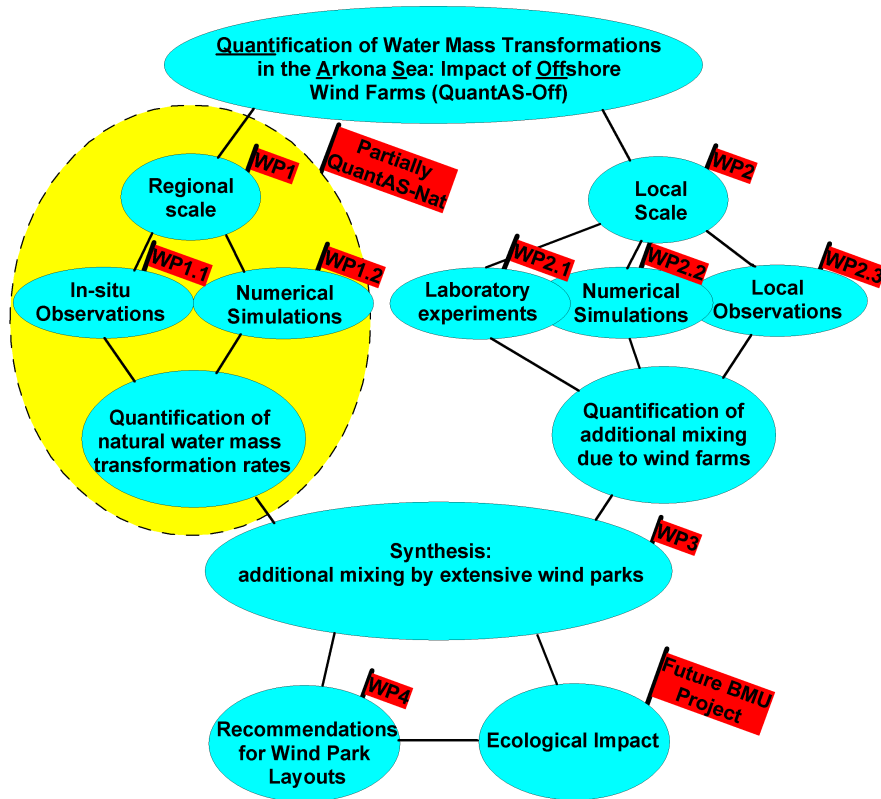 Quantification of Water Mass Transformations
in the Arkona Sea: Impact of Offshore
Wind Farms (QuantAS-Off)
Partially
QuantAS-Nat
WP1
Regional
scale
WP2
Local
Scale
WP1.1
In-situ
Observations
WP1.2
Numerical
Simulations
WP2.1
Laboratory
experiments
WP2.2
Numerical
Simulations
WP2.3
Local
Observations
Quantification of
natural water mass
transformation rates
Quantification of
additional mixing
due to wind farms
WP3
Synthesis:
additional mixing by extensive wind parks
WP4
Recommendations
for Wind Park
Layouts
Future BMU
Project
Ecological Impact